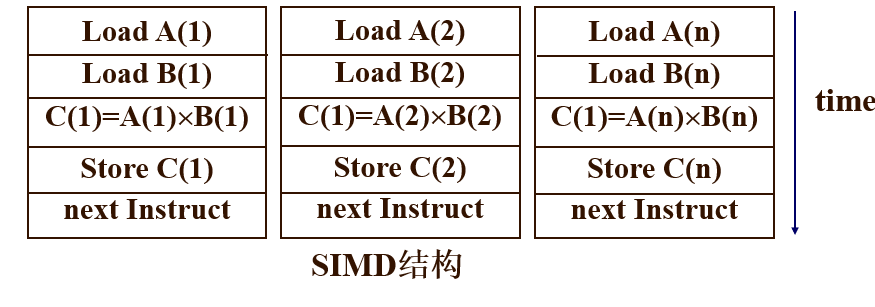 Load A(1)
Load B(1)
C(1)=A(1)×B(1)
Store C(1)
next Instruct
Load A(2)
Load B(2)
C(1)=A(2)×B(2)
Store C(2)
next Instruct
Load A(n)
Load B(n)
C(1)=A(n)×B(n)
Store C(n)
next Instruct
time
SIMD结构